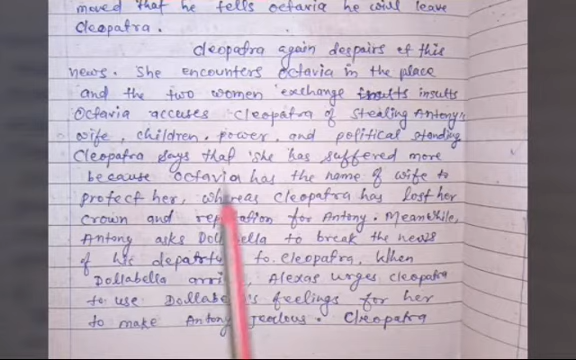 moved that he tells octavia he will leave
Cleopatra.
Cleopatra again despairs of this
news. She encounters Octavia in the place
and the two women exchange insults insults
Octavia accuses Cleopatra of stealing Antony's
wife, children, power, and political standing
Cleopatra says that she has suffered more
because Octavia has the name of wife to
protect her, whereas Cleopatra has lost her
crown and reputation for Antony. Meanwhile,
Antony asks Dollabella to break the news
of his to Cleopatra, When
Dollabella Alexas urges Cleopatra
to use feelings for her
to make Antony jealous. Cleopatra